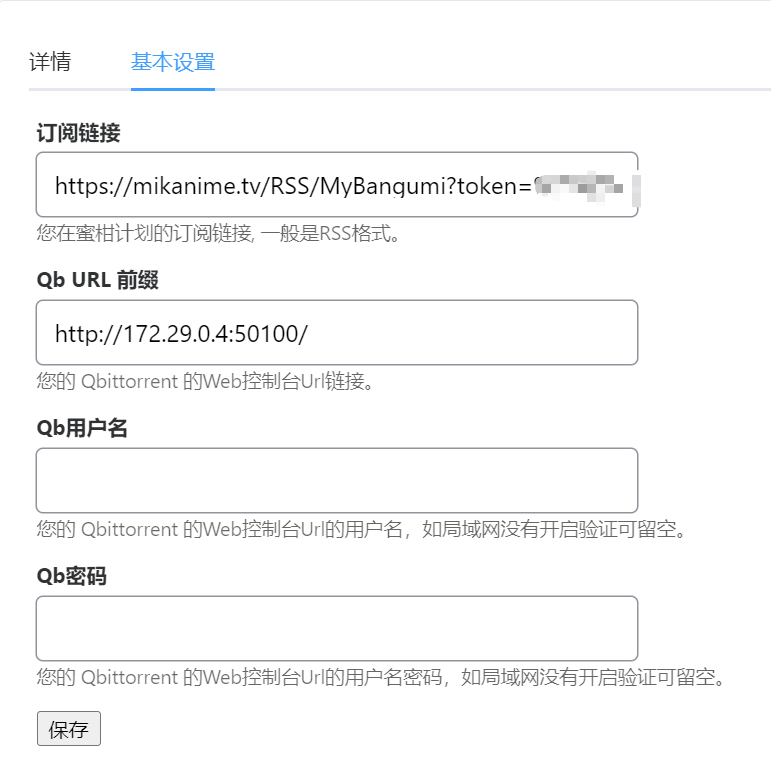 详情
基本设置
订阅链接
https://mikanime.tv/RSS/MyBangumi?token=
您在蜜柑计划的订阅链接, 一般是RSS格式。
Qb URL 前缀
http://172.29.0.4:50100/
您的 Qbittorrent 的Web控制台Url链接。
Qb用户名
您的 Qbittorrent 的Web控制台Url的用户名，如局域网没有开启验证可留空。
Qb密码
您的 Qbittorrent 的Web控制台Url的用户名密码，如局域网没有开启验证可留空。
保存